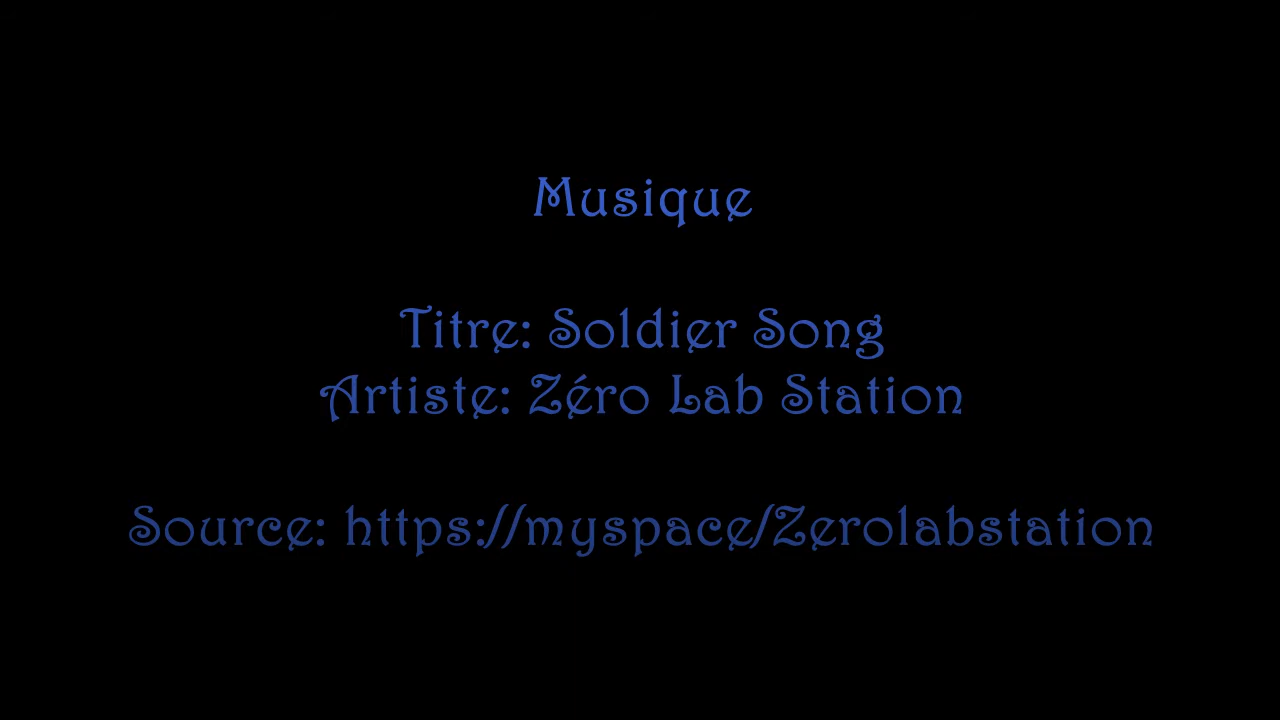 Musique
Titre: Soldier Song
Artiste: Zéro Lab Station
Source: https://myspace/Zerolabstation